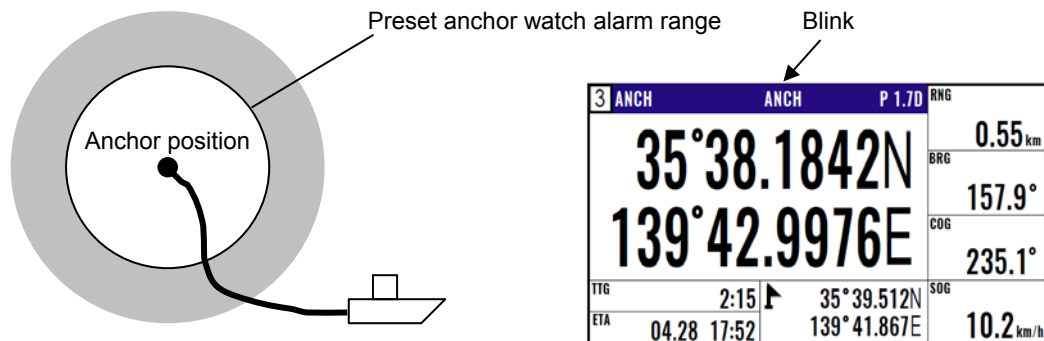 Preset anchor watch alarm range
Blink
Anchor position
3 ANCH ANCH P 1.7D
35°38.1842N
139°42.9976E
RNG
0.55 km
BRG
157.9°
COG
235.1°
SOG
10.2 km/h
TTG
2:15
ETA
04.28 17:52
35°39.512N
139°41.867E